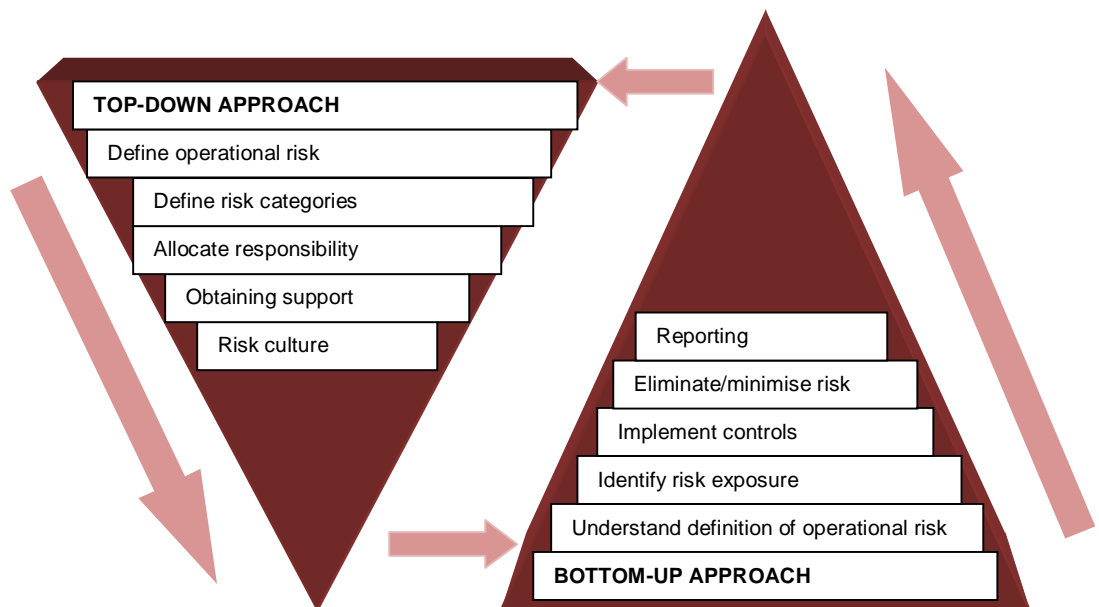 TOP-DOWN APPROACH
Define operational risk
Define risk categories
Allocate responsibility
Obtaining support
Risk culture
Reporting
Eliminate/minimise risk
Implement controls
Identify risk exposure
Understand definition of operational risk
BOTTOM-UP APPROACH